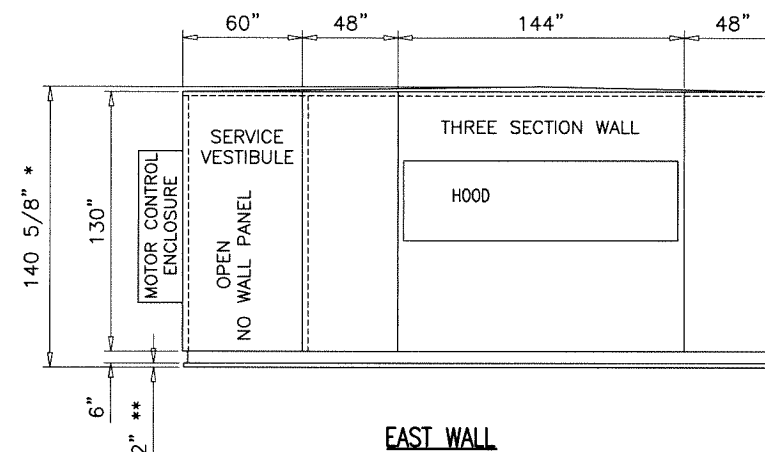 60" 48" 144" 48"
140 5/8" *
130"
MOTOR CONTROL
ENCLOSURE
SERVICE
VESTIBULE
OPEN
NO WALL PANEL
THREE SECTION WALL
HOOD
6"
2" **
EAST WALL